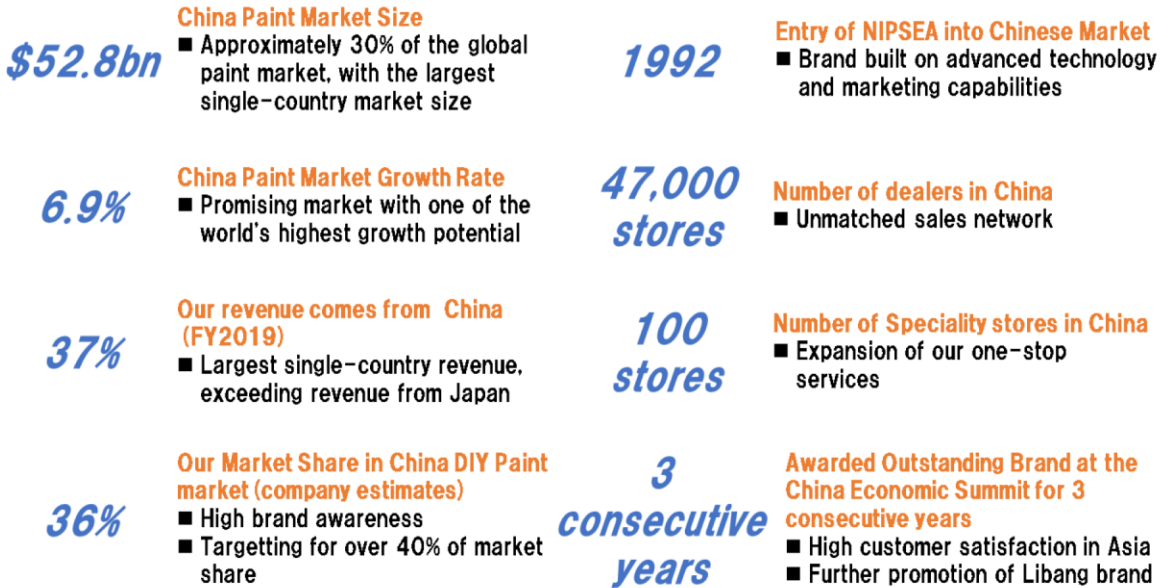 $52.8bn
China Paint Market Size
■ Approximately 30% of the global
paint market, with the largest
single-country market size
6.9%
China Paint Market Growth Rate
■ Promising market with one of the
world's highest growth potential
37%
Our revenue comes from China
(FY2019)
■ Largest single-country revenue,
exceeding revenue from Japan
36%
Our Market Share in China DIY Paint
market (company estimates)
■ High brand awareness
■ Targetting for over 40% of market
share
1992
Entry of NIPSEA into Chinese Market
■ Brand built on advanced technology
and marketing capabilities
47,000
stores
Number of dealers in China
■ Unmatched sales network
100
stores
Number of Speciality stores in China
■ Expansion of our one-stop
services
3
consecutive
years
Awarded Outstanding Brand at the
China Economic Summit for 3
consecutive years
■ High customer satisfaction in Asia
■ Further promotion of Libang brand